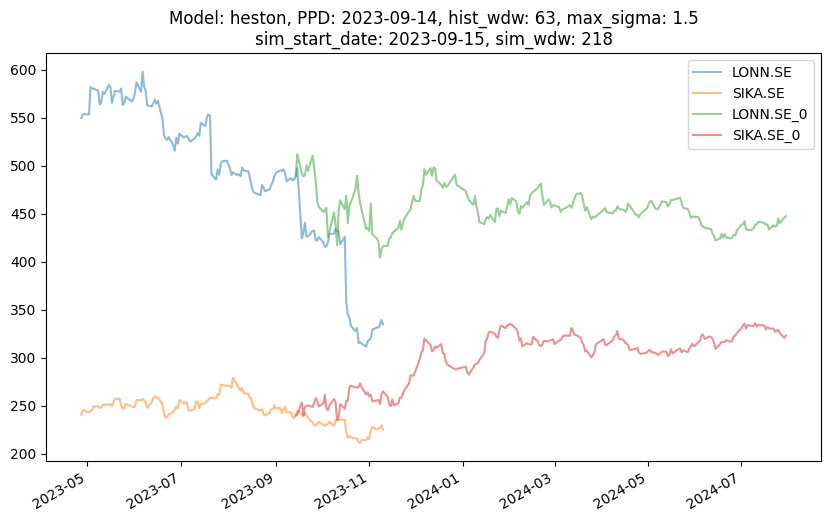 Model: heston, PPD: 2023-09-14, hist_wdw: 63, max_sigma: 1.5
sim_start_date: 2023-09-15, sim_wdw: 218
LONN.SE
SIKA.SE
LONN.SE_0
SIKA.SE_0
600
550
500
450
400
350
300
250
200
2023-05
2023-07
2023-09
2023-11
2024-01
2024-03
2024-05
2024-07